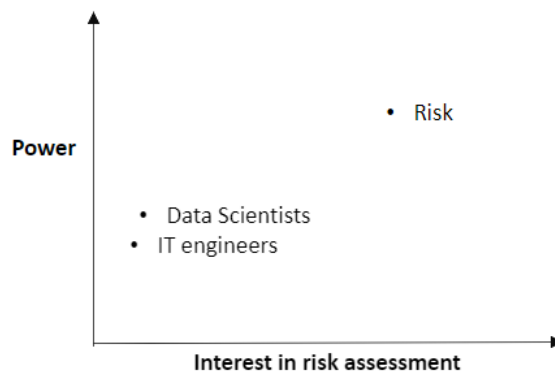 • Risk
Power
• Data Scientists
• IT engineers
Interest in risk assessment